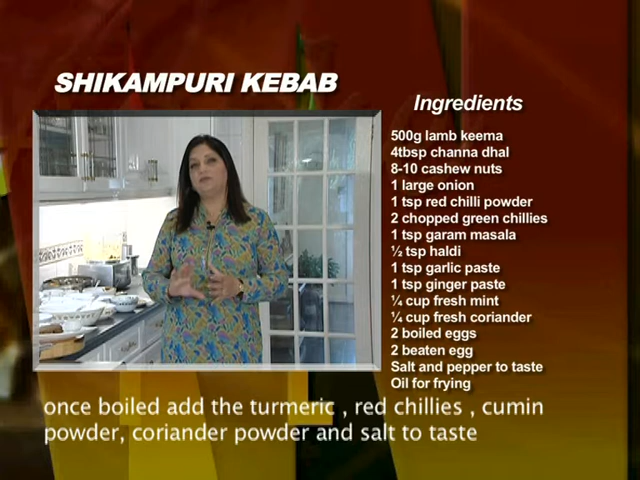 SHIKAMPURI KEBAB
Ingredients
500g lamb keema
4tbsp channa dhal
8-10 cashew nuts
1 large onion
1 tsp red chilli powder
2 chopped green chillies
1 tsp garam masala
½ tsp haldi
1 tsp garlic paste
1 tsp ginger paste
¼ cup fresh mint
¼ cup fresh coriander
2 boiled eggs
2 beaten egg
Salt and pepper to taste
Oil for frying
once boiled add the turmeric , red chillies , cumin
powder, coriander powder and salt to taste